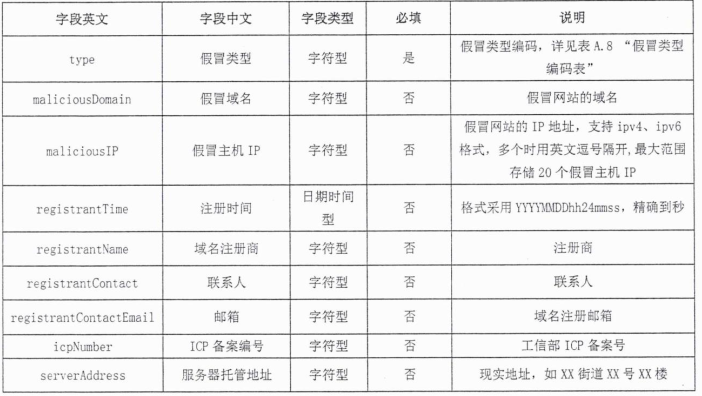 字段英文 字段中文 字段类型 必填 说明
type 假冒类型 字符型 是 假冒类型编码，详见表 A.8 “假冒类型编码表”
maliciousDomain 假冒域名 字符型 否 假冒网站的域名
maliciousIP 假冒主机 IP 字符型 否 假冒网站的 IP 地址，支持 ipv4、ipv6 格式，多个时用英文逗号隔开,最大范围存储 20 个假冒主机 IP
registrantTime 注册时间 日期时间型 否 格式采用 YYYYMMDDhh24mmss，精确到秒
registrantName 域名注册商 字符型 否 注册商
registrantContact 联系人 字符型 否 联系人
registrantContactEmail 邮箱 字符型 否 域名注册邮箱
icpNumber ICP 备案编号 字符型 否 工信部 ICP 备案号
serverAddress 服务器托管地址 字符型 否 现实地址，如 XX 街道 XX 号 XX 楼